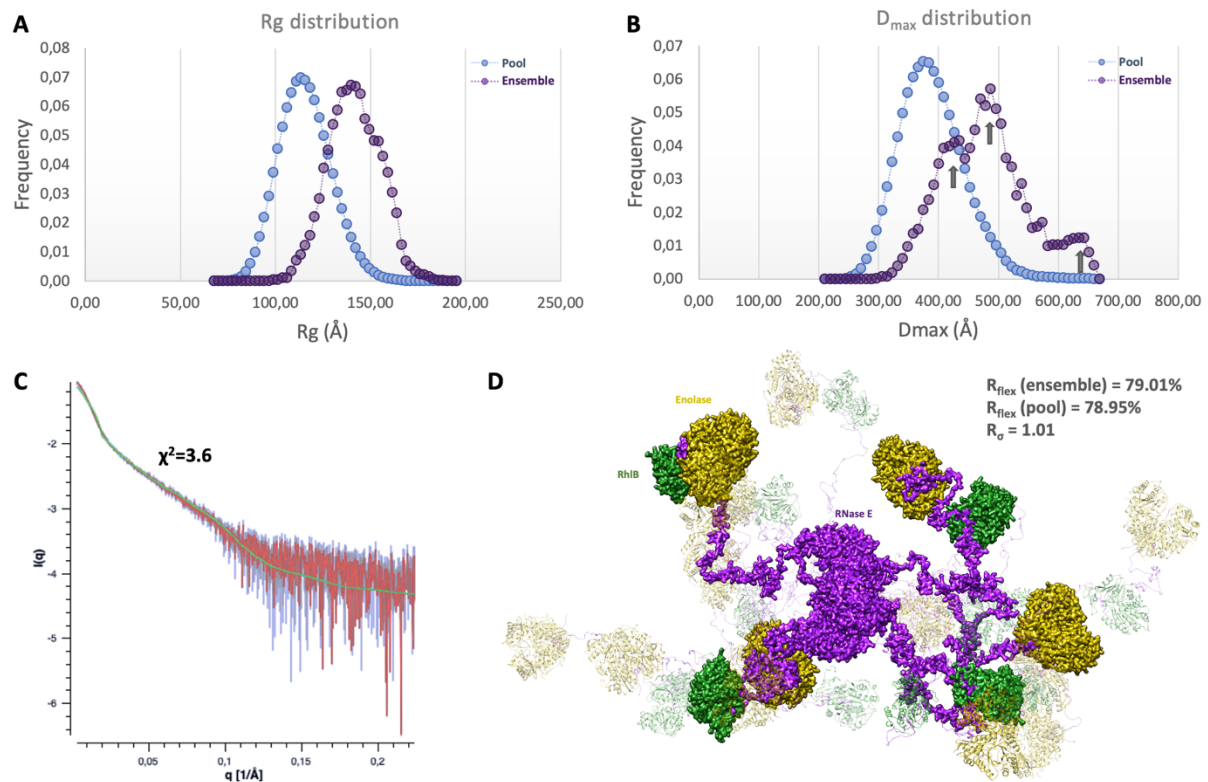 A
Rg distribution
0,08
0,07
0,06
0,05
0,04
0,03
0,02
0,01
0,00
Frequency
Pool
Ensemble
0,00 50,00 100,00 150,00 200,00 250,00
Rg (Å)
B
Dmax distribution
0,07
0,06
0,05
0,04
0,03
0,02
0,01
0,00
Frequency
Pool
Ensemble
0,00 100,00 200,00 300,00 400,00 500,00 600,00 700,00 800,00
Dmax (Å)
C
χ²=3.6
-2
-3
-4
-5
-6
I(q)
0,05 0,1 0,15 0,2
q [1/Å]
D
Rflex (ensemble) = 79.01%
Rflex (pool) = 78.95%
Rσ = 1.01
Enolase
RhlB
RNase E